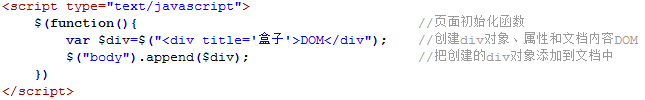 <script type="text/javascript">
$(function(){ //页面初始化函数
var $div=$("<div title='盒子'>DOM</div"); //创建div对象、属性和文档内容DOM
$("body").append($div); //把创建的div对象添加到文档中
})
</script>